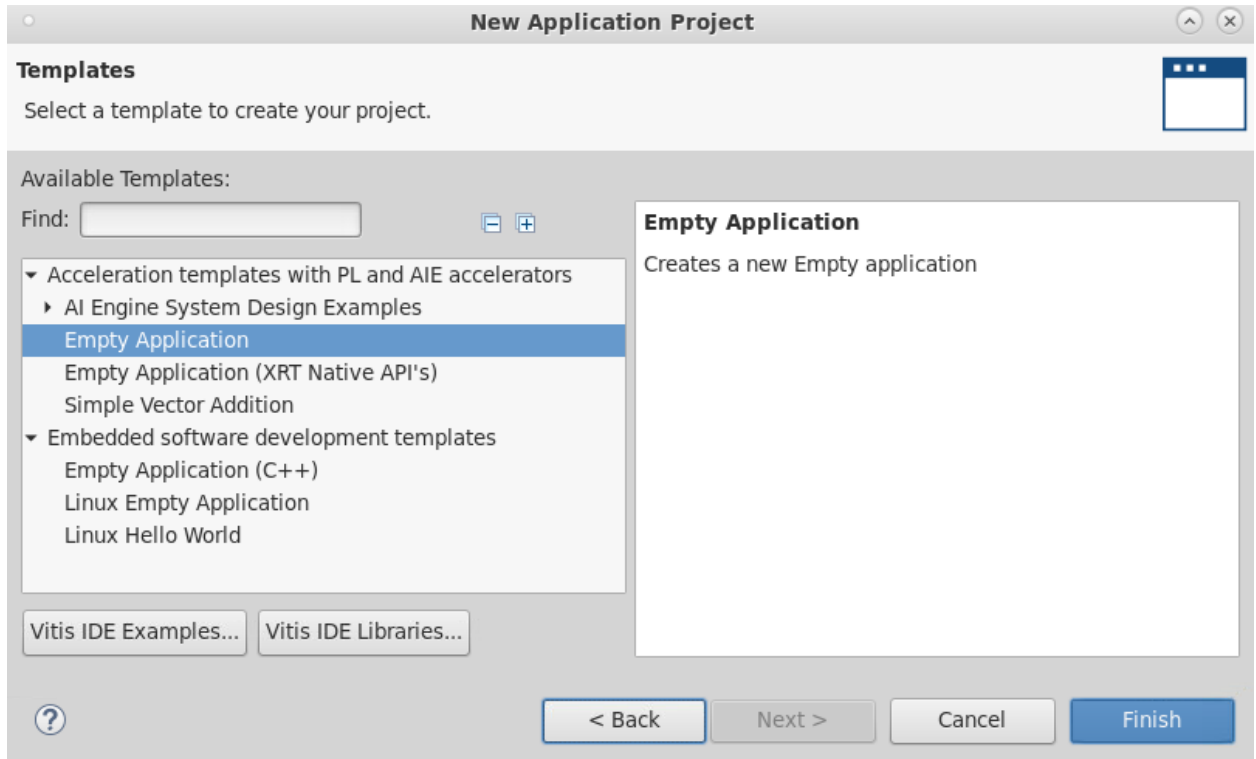 New Application Project
Templates
Select a template to create your project.
Available Templates:
Find:
Acceleration templates with PL and AIE accelerators
AI Engine System Design Examples
Empty Application
Empty Application (XRT Native API's)
Simple Vector Addition
Embedded software development templates
Empty Application (C++)
Linux Empty Application
Linux Hello World
Empty Application
Creates a new Empty application
Vitis IDE Examples...
Vitis IDE Libraries...
?
< Back
Next >
Cancel
Finish